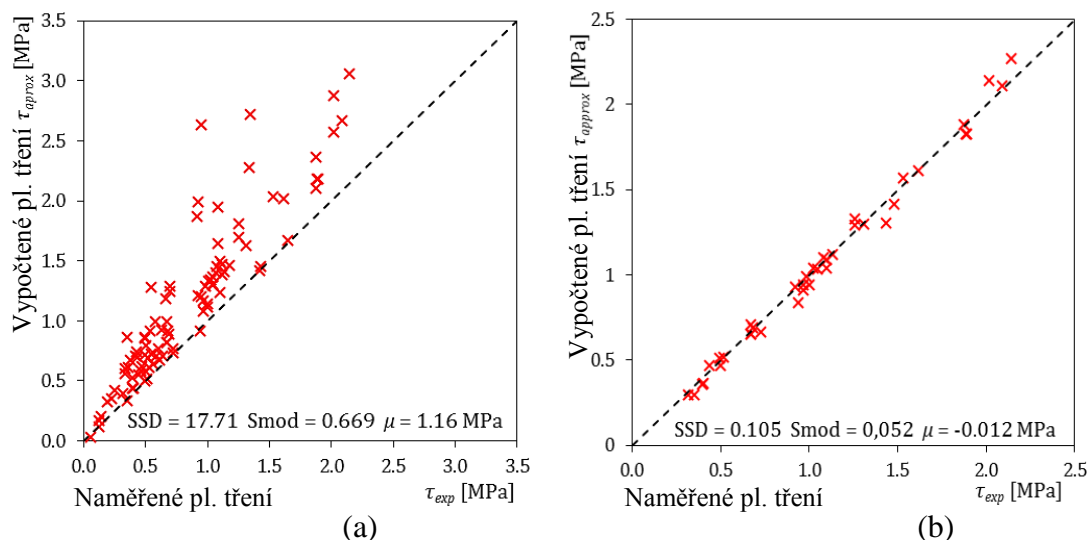 Vypočtené pl. tření τaprox [MPa]
3.5
3.0
2.5
2.0
1.5
1.0
0.5
0.0
SSD = 17.71 Smod = 0.669 μ = 1.16 MPa
0.0 0.5 1.0 1.5 2.0 2.5 3.0 3.5
Naměřené pl. tření τexp [MPa]
(a)
Vypočtené pl. tření τapprox [MPa]
2.5
2
1.5
1
0.5
0
SSD = 0.105 Smod = 0,052 μ = -0.012 MPa
0.0 0.5 1.0 1.5 2.0 2.5
Naměřené pl. tření τexp [MPa]
(b)